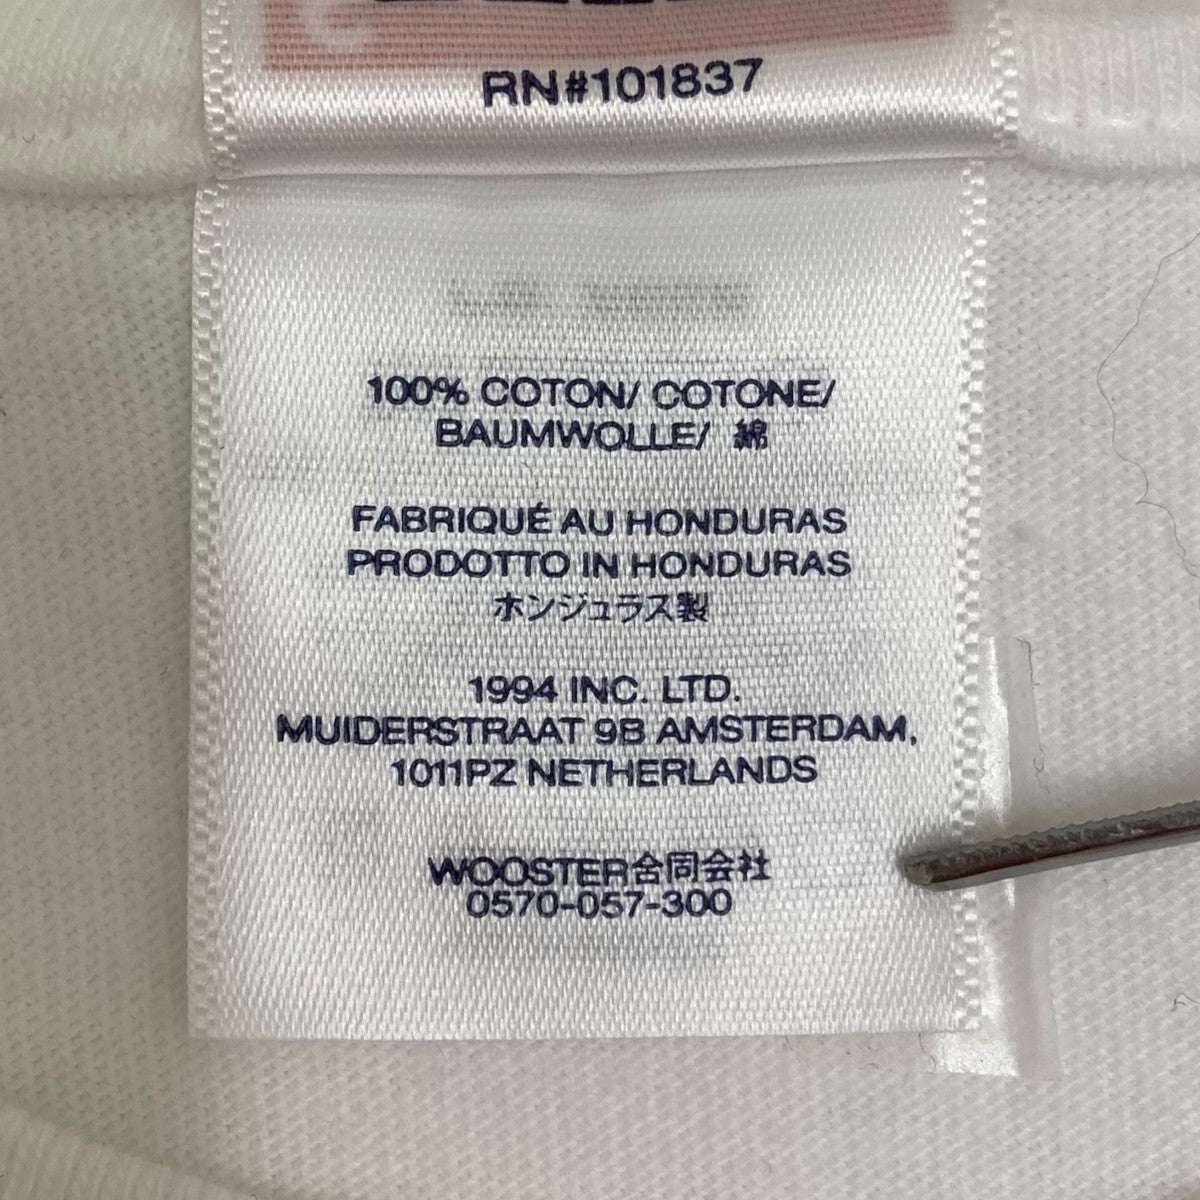 RN#101837
100% COTON/ COTONE/
BAUMWOLLE/ 綿
FABRIQUÉ AU HONDURAS
PRODOTTO IN HONDURAS
ホンジュラス製
1994 INC. LTD.
MUIDERSTRAAT 9B AMSTERDAM,
1011PZ NETHERLANDS
WOOSTER合同会社
0570-057-300